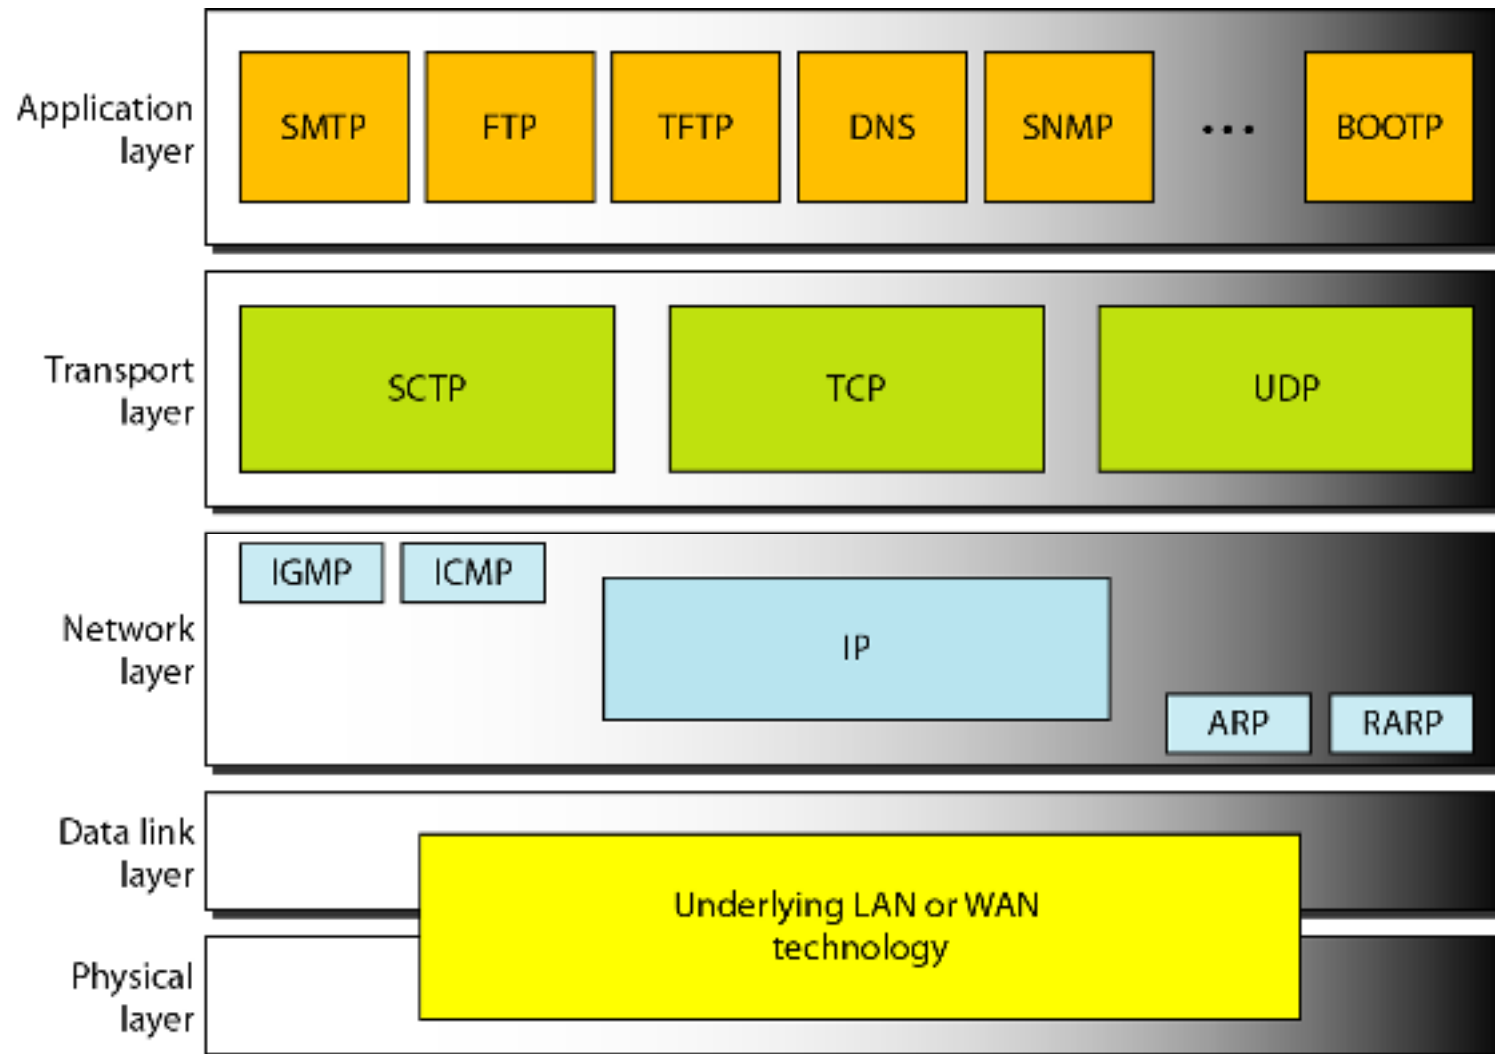 Application
layer
SMTP FTP TFTP DNS SNMP ... BOOTP
Transport
layer
SCTP TCP UDP
Network
layer
IGMP ICMP
IP
ARP RARP
Data link
layer
Underlying LAN or WAN
technology
Physical
layer